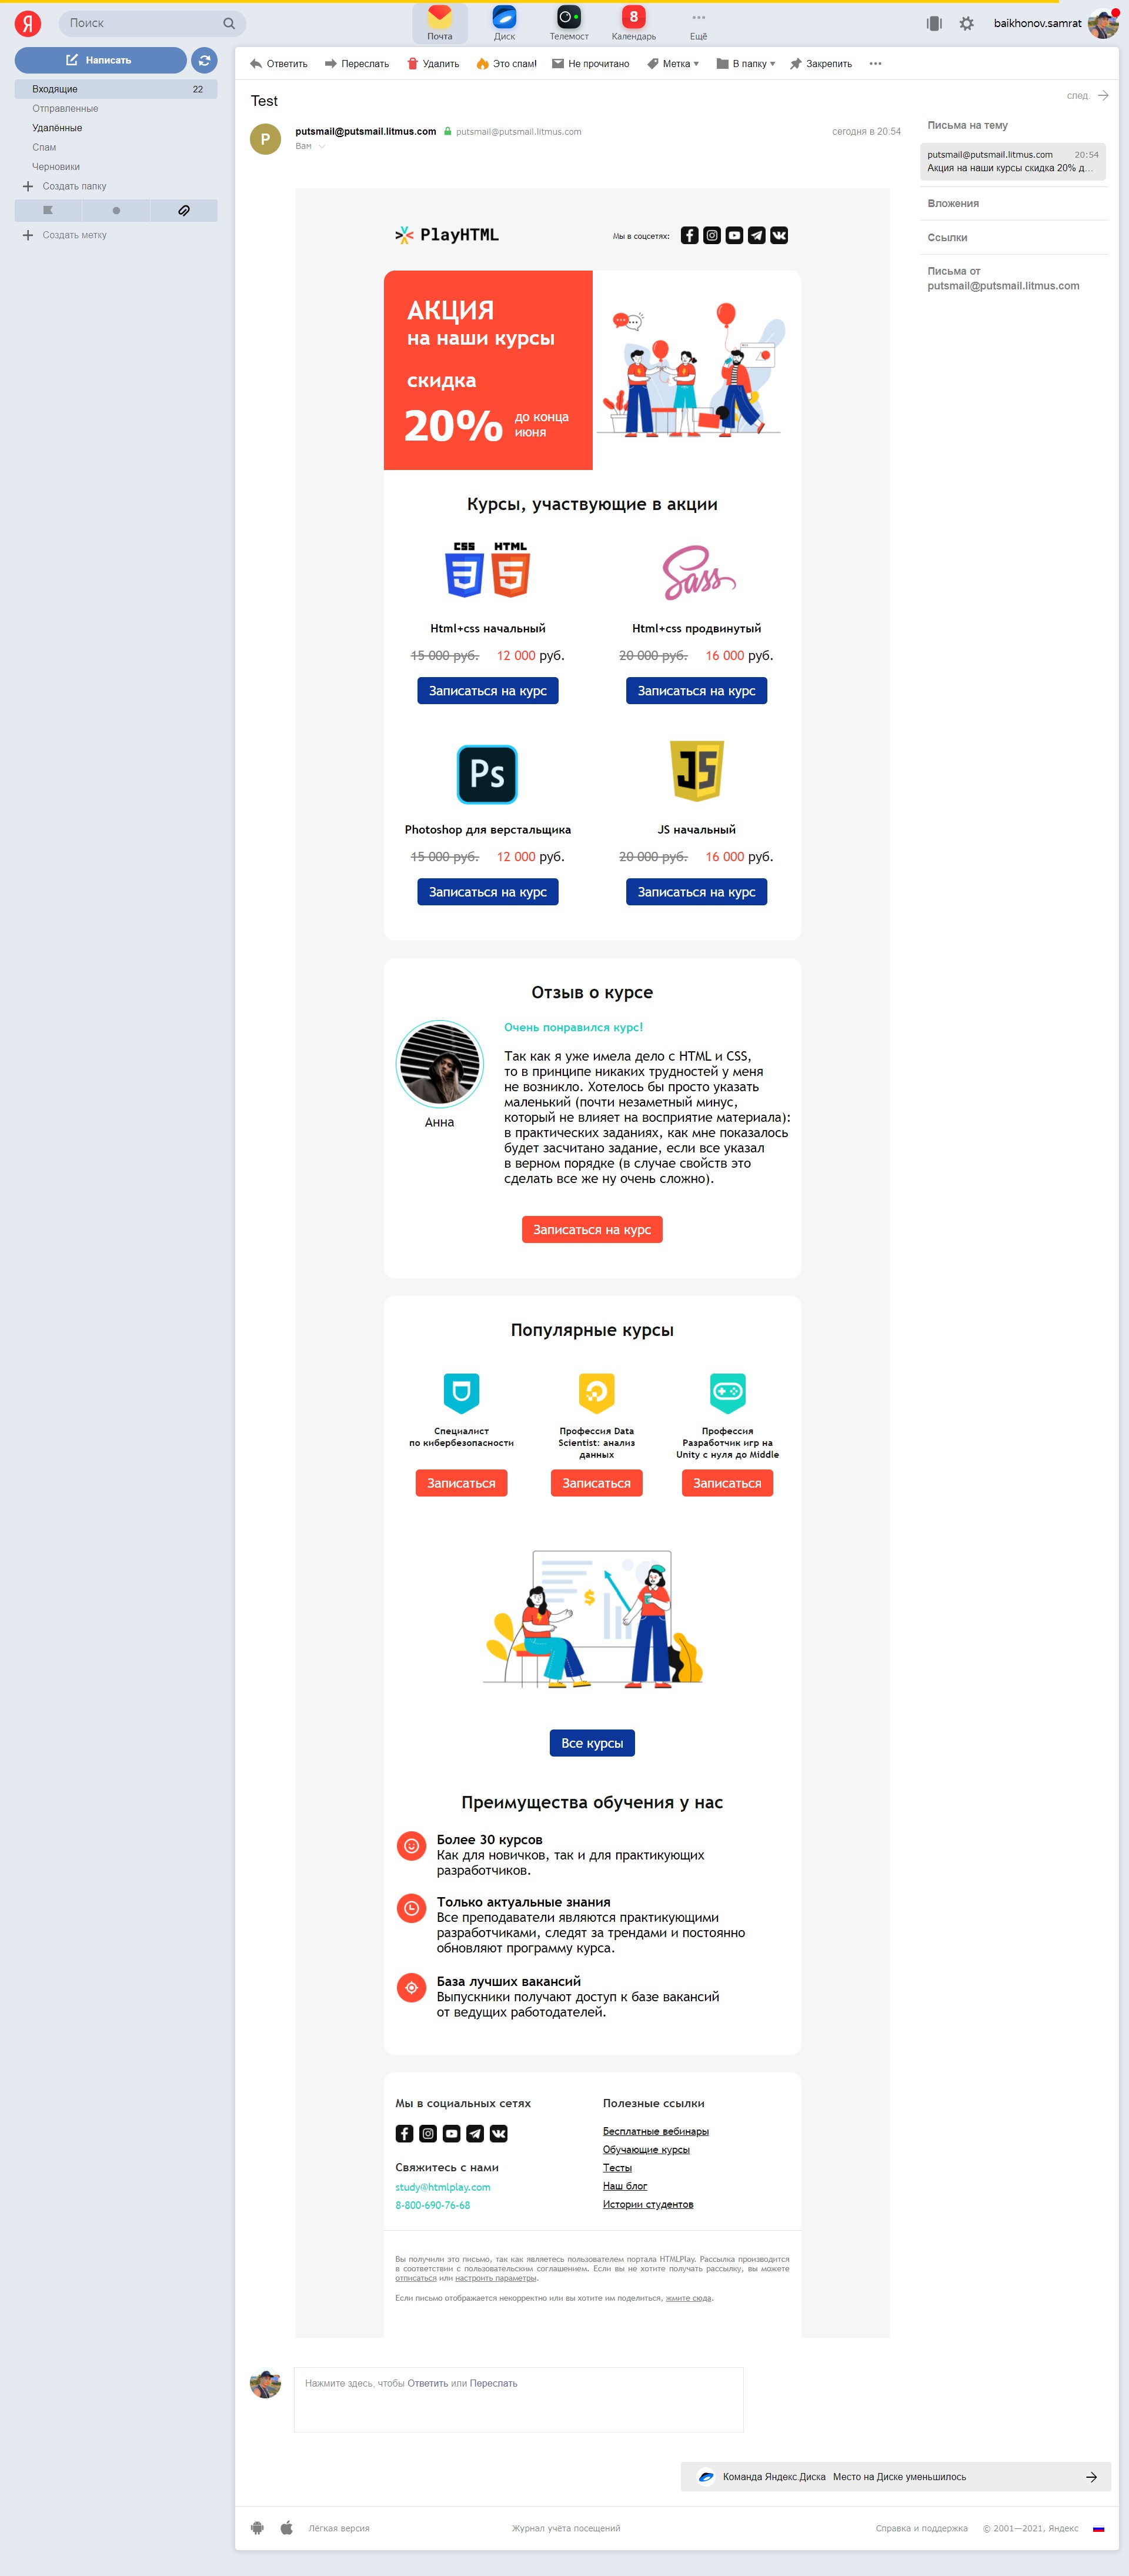 Я
Поиск
Почта
Диск
Телемост
8
Календарь
Ещё
baikhonov.samrat
Написать
Входящие 22
Отправленные
Удалённые
Спам
Черновики
Создать папку
Создать метку
Ответить Переслать Удалить Это спам! Не прочитано Метка В папку Закрепить
Test
след.
P
putsmail@putsmail.litmus.com putsmail@putsmail.litmus.com
сегодня в 20:54
Вам
Письма на тему
putsmail@putsmail.litmus.com 20:54
Акция на наши курсы скидка 20% д...
Вложения
Ссылки
Письма от
putsmail@putsmail.litmus.com
PlayHTML
Мы в соцсетях:
АКЦИЯ
на наши курсы
скидка
20% до конца
июня
Курсы, участвующие в акции
CSS HTML
3 5
Sass
Html+css начальный
Html+css продвинутый
15 000 руб. 12 000 руб.
20 000 руб. 16 000 руб.
Записаться на курс
Записаться на курс
Ps
JS
Photoshop для верстальщика
JS начальный
15 000 руб. 12 000 руб.
20 000 руб. 16 000 руб.
Записаться на курс
Записаться на курс
Отзыв о курсе
Очень понравился курс!
Так как я уже имела дело с HTML и CSS,
то в принципе никаких трудностей у меня
не возникло. Хотелось бы просто указать
маленький (почти незаметный минус,
который не влияет на восприятие материала):
в практических заданиях, как мне показалось
будет засчитано задание, если все указал
в верном порядке (в случае свойств это
сделать все же ну очень сложно).
Анна
Записаться на курс
Популярные курсы
Специалист
по кибербезопасности
Профессия Data
Scientist: анализ
данных
Профессия
Разработчик игр на
Unity с нуля до Middle
Записаться
Записаться
Записаться
$
Все курсы
Преимущества обучения у нас
Более 30 курсов
Как для новичков, так и для практикующих
разработчиков.
Только актуальные знания
Все преподаватели являются практикующими
разработчиками, следят за трендами и постоянно
обновляют программу курса.
База лучших вакансий
Выпускники получают доступ к базе вакансий
от ведущих работодателей.
Мы в социальных сетях
Свяжитесь с нами
study@htmlplay.com
8-800-690-76-68
Полезные ссылки
Бесплатные вебинары
Обучающие курсы
Тесты
Наш блог
Истории студентов
Вы получили это письмо, так как являетесь пользователем портала HTMLPlay. Рассылка производится
в соответствии с пользовательским соглашением. Если вы не хотите получать рассылку, вы можете
отписаться или настроить параметры.
Если письмо отображается некорректно или вы хотите им поделиться, жмите сюда.
Нажмите здесь, чтобы Ответить или Переслать
Команда Яндекс.Диска Место на Диске уменьшилось
Лёгкая версия
Журнал учёта посещений
Справка и поддержка
© 2001—2021, Яндекс